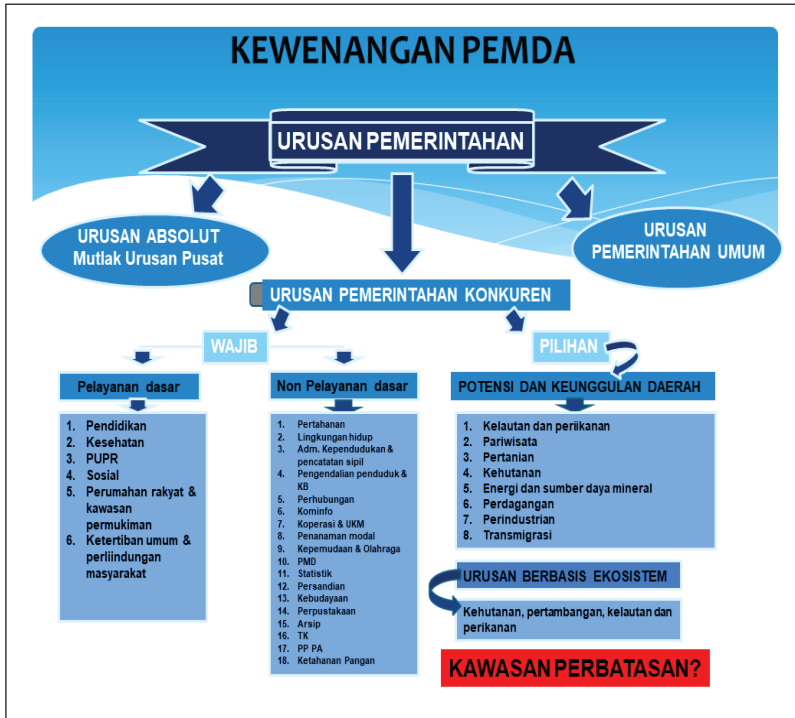 KEWENANGAN PEMDA
URUSAN PEMERINTAHAN
URUSAN ABSOLUT
Mutlak Urusan Pusat
URUSAN
PEMERINTAHAN UMUM
URUSAN PEMERINTAHAN KONKUREN
WAJIB
PILIHAN
Pelayanan dasar
Non Pelayanan dasar
POTENSI DAN KEUNGGULAN DAERAH
1. Pendidikan
2. Kesehatan
3. PUPR
4. Sosial
5. Perumahan rakyat &
kawasan
permukiman
6. Ketertiban umum &
perliindungan
masyarakat
1. Pertahanan
2. Lingkungan hidup
3. Adm. Kependudukan &
pencatatan sipil
4. Pengendalian penduduk &
KB
5. Perhubungan
6. Kominfo
7. Koperasi & UKM
8. Penanaman modal
9. Kepemudaan & Olahraga
10. PMD
11. Statistik
12. Persandian
13. Kebudayaan
14. Perpustakaan
15. Arsip
16. TK
17. PP PA
18. Ketahanan Pangan
1. Kelautan dan periikanan
2. Pariwisata
3. Pertanian
4. Kehutanan
5. Energi dan sumber daya mineral
6. Perdagangan
7. Perindustrian
8. Transmigrasi
URUSAN BERBASIS EKOSISTEM
Kehutanan, pertambangan, kelautan dan
perikanan
KAWASAN PERBATASAN?